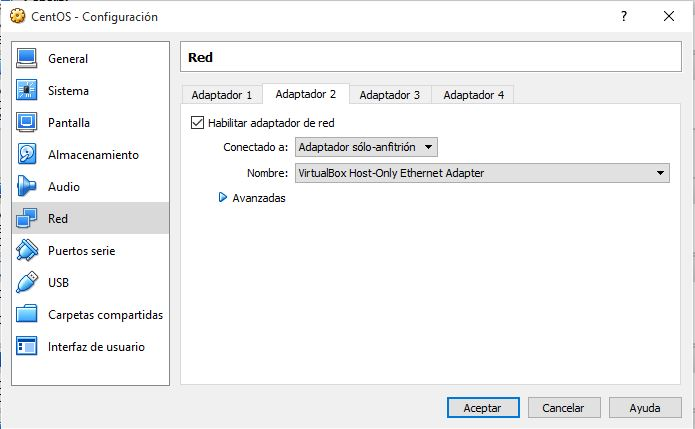 CentOS - Configuración
?
General
Sistema
Pantalla
Almacenamiento
Audio
Red
Puertos serie
USB
Carpetas compartidas
Interfaz de usuario
Red
Adaptador 1 Adaptador 2 Adaptador 3 Adaptador 4
Habilitar adaptador de red
Conectado a: Adaptador sólo-anfitrión
Nombre: VirtualBox Host-Only Ethernet Adapter
Avanzadas
Aceptar Cancelar Ayuda